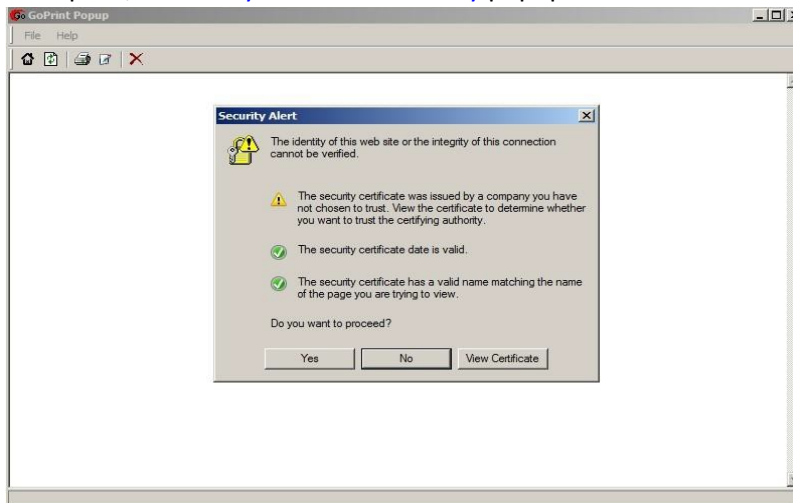 GoPrint Popup
File Help
Security Alert
The identity of this web site or the integrity of this connection
cannot be verified.
The security certificate was issued by a company you have
not chosen to trust. View the certificate to determine whether
you want to trust the certifying authority.
The security certificate date is valid.
The security certificate has a valid name matching the name
of the page you are trying to view.
Do you want to proceed?
Yes No View Certificate